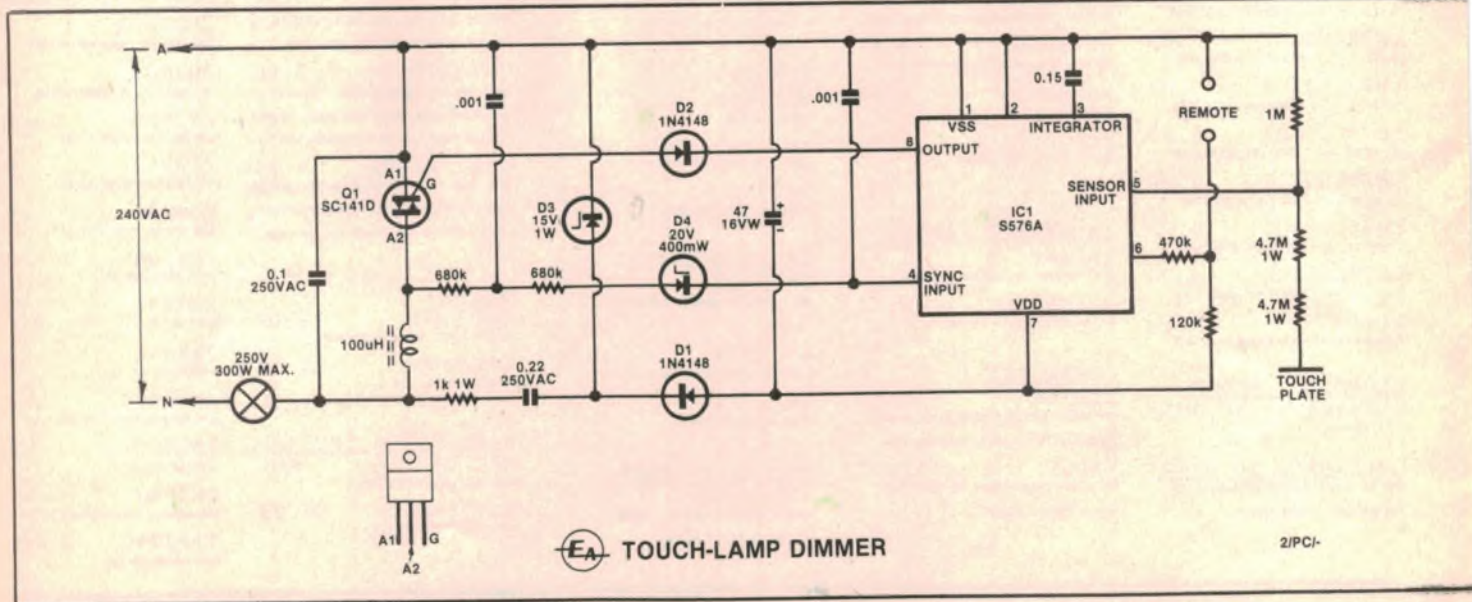 A
240VAC
N
250V
300W MAX.
0.1
250VAC
A1
G
Q1
SC141D
A2
100uH
.001
680k
680k
1k 1W
0.22
250VAC
D3
15V
1W
D2
1N4148
D4
20V
400mW
D1
1N4148
47
16VW
+
-
.001
1
VSS
2
0.15
3
INTEGRATOR
8
OUTPUT
SENSOR
INPUT
5
IC1
S576A
6
4
SYNC
INPUT
VDD
7
470k
120k
REMOTE
1M
4.7M
1W
4.7M
1W
TOUCH
PLATE
A1
G
A2
EA TOUCH-LAMP DIMMER
2/PC/-